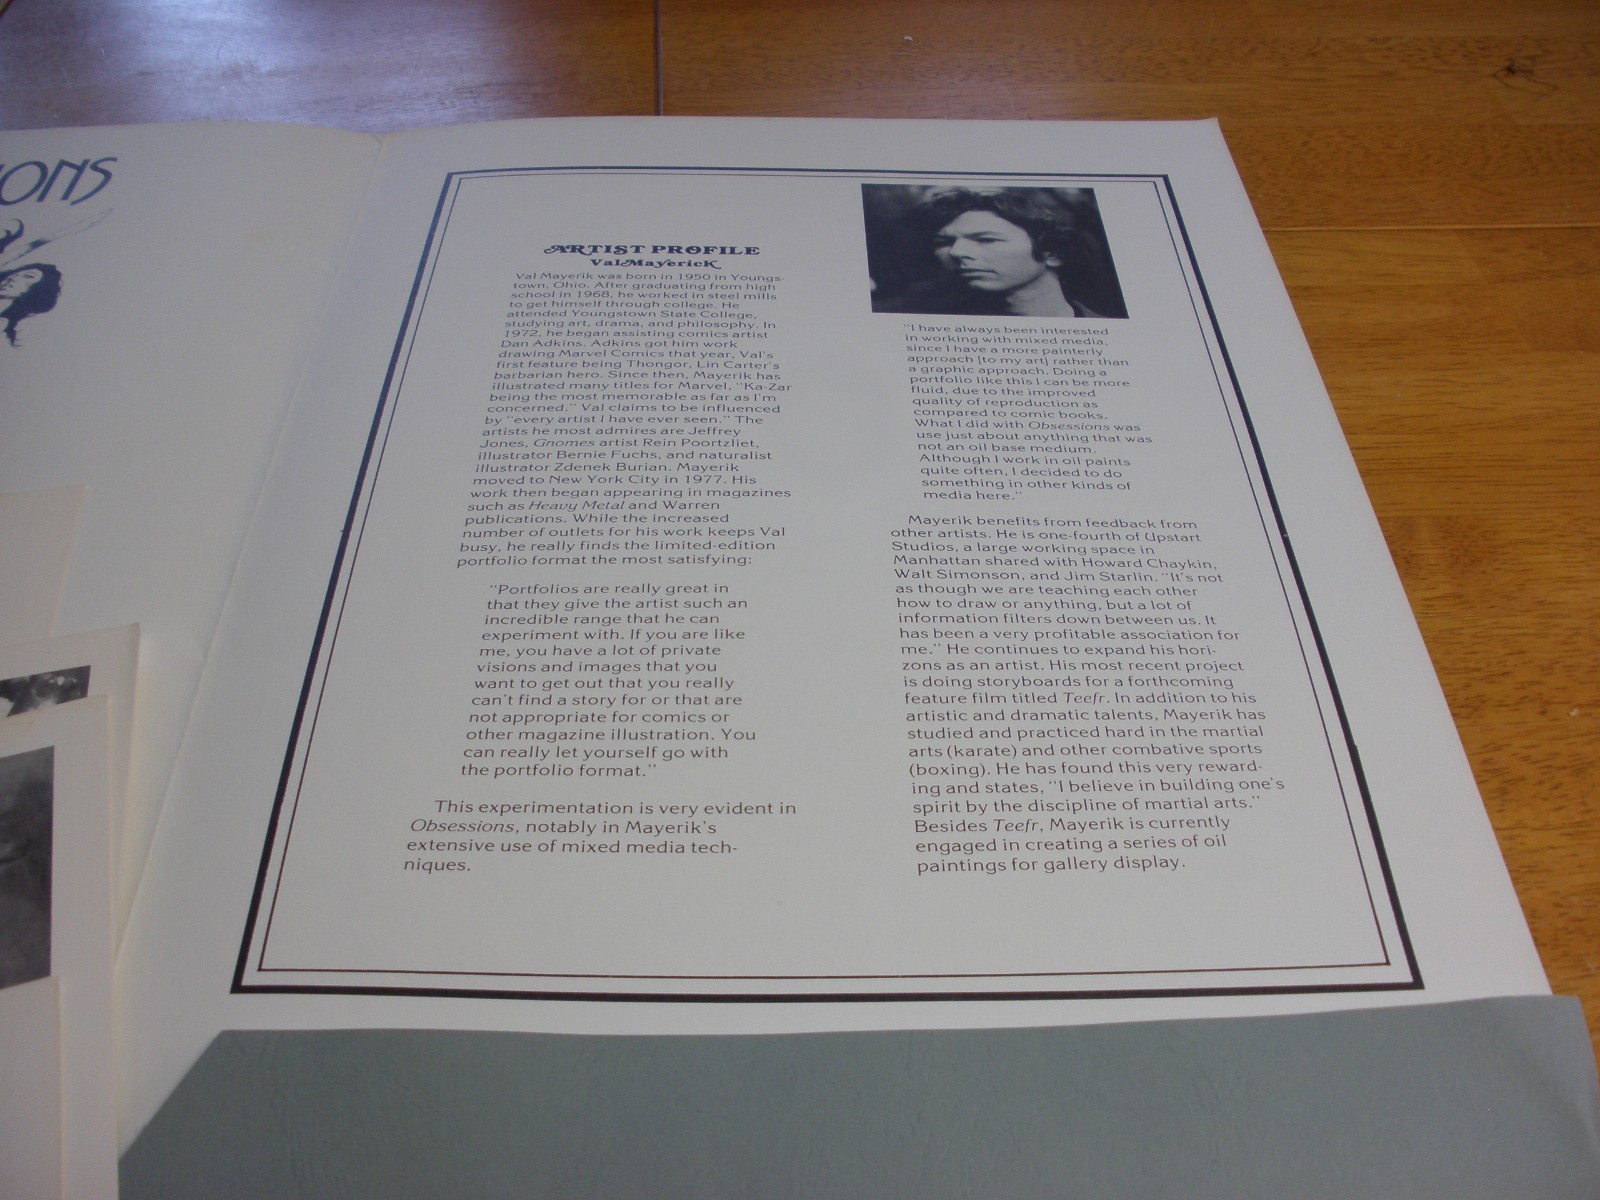 IONS
ARTIST PROFILE
Val Mayerick
Val Mayerik was born in 1950 in Youngs-
town, Ohio. After graduating from high
school in 1968, he worked in steel mills
to get himself through college. He
attended Youngstown State College,
studying art, drama, and philosophy. In
1972, he began assisting comics artist
Dan Adkins. Adkins got him work
drawing Marvel Comics that year, Val's
first feature being Thongor, Lin Carter's
barbarian hero. Since then, Mayerik has
illustrated many titles for Marvel, "Ka-Zar
being the most memorable as far as I'm
concerned." Val claims to be influenced
by "every artist I have ever seen." The
artists he most admires are Jeffrey
Jones, Gnomes artist Rein Poortzliet,
illustrator Bernie Fuchs, and naturalist
illustrator Zdenek Burian. Mayerik
moved to New York City in 1977. His
work then began appearing in magazines
such as Heavy Metal and Warren
publications. While the increased
number of outlets for his work keeps Val
busy, he really finds the limited-edition
portfolio format the most satisfying:
"Portfolios are really great in
that they give the artist such an
incredible range that he can
experiment with. If you are like
me, you have a lot of private
visions and images that you
want to get out that you really
can't find a story for or that are
not appropriate for comics or
other magazine illustration. You
can really let yourself go with
the portfolio format."
This experimentation is very evident in
Obsessions, notably in Mayerik's
extensive use of mixed media tech-
niques.
"I have always been interested
in working with mixed media,
since I have a more painterly
approach [to my art] rather than
a graphic approach. Doing a
portfolio like this I can be more
fluid, due to the improved
quality of reproduction as
compared to comic books.
What I did with Obsessions was
use just about anything that was
not an oil base medium.
Although I work in oil paints
quite often, I decided to do
something in other kinds of
media here."
Mayerik benefits from feedback from
other artists. He is one-fourth of Upstart
Studios, a large working space in
Manhattan shared with Howard Chaykin,
Walt Simonson, and Jim Starlin. "It's not
as though we are teaching each other
how to draw or anything, but a lot of
information filters down between us. It
has been a very profitable association for
me." He continues to expand his hori-
zons as an artist. His most recent project
is doing storyboards for a forthcoming
feature film titled Teefr. In addition to his
artistic and dramatic talents, Mayerik has
studied and practiced hard in the martial
arts (karate) and other combative sports
(boxing). He has found this very reward-
ing and states, "I believe in building one's
spirit by the discipline of martial arts."
Besides Teefr, Mayerik is currently
engaged in creating a series of oil
paintings for gallery display.